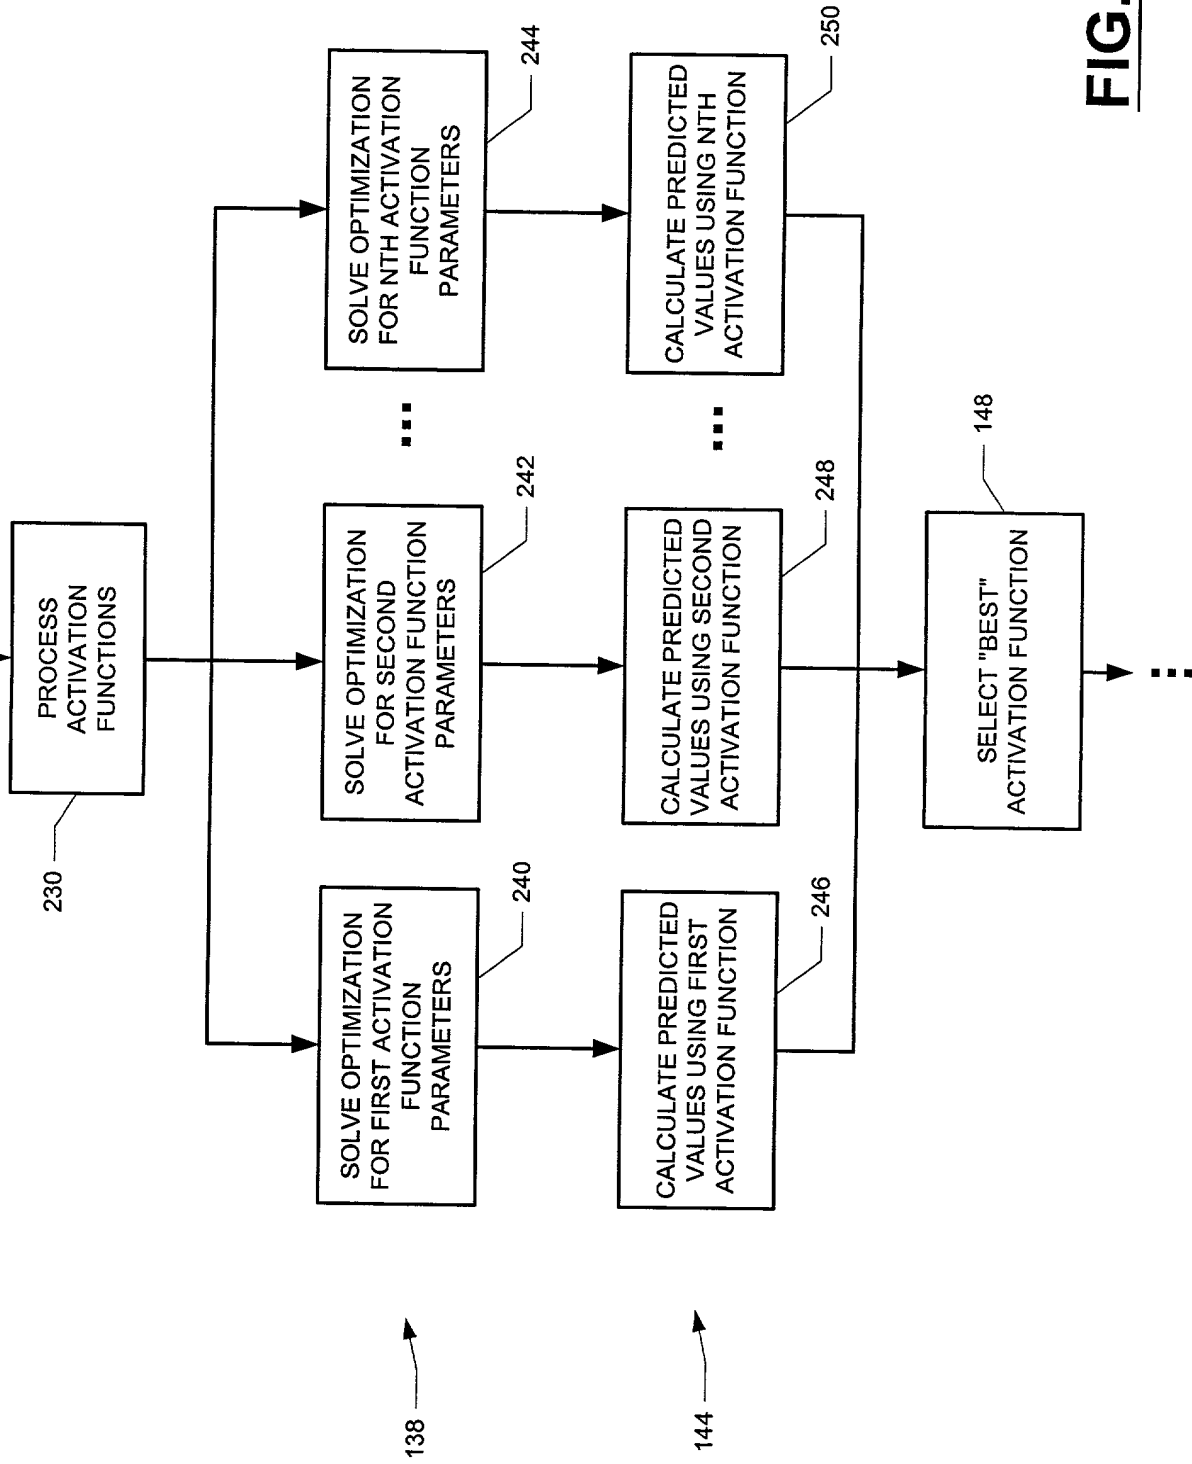 PROCESS
ACTIVATION
FUNCTIONS
230
SOLVE OPTIMIZATION
FOR FIRST ACTIVATION
FUNCTION
PARAMETERS
240
SOLVE OPTIMIZATION
FOR SECOND
ACTIVATION FUNCTION
PARAMETERS
242
...
SOLVE OPTIMIZATION
FOR NTH ACTIVATION
FUNCTION
PARAMETERS
244
138
CALCULATE PREDICTED
VALUES USING FIRST
ACTIVATION FUNCTION
246
CALCULATE PREDICTED
VALUES USING SECOND
ACTIVATION FUNCTION
248
...
CALCULATE PREDICTED
VALUES USING NTH
ACTIVATION FUNCTION
250
144
SELECT "BEST"
ACTIVATION FUNCTION
148
...
FIG.